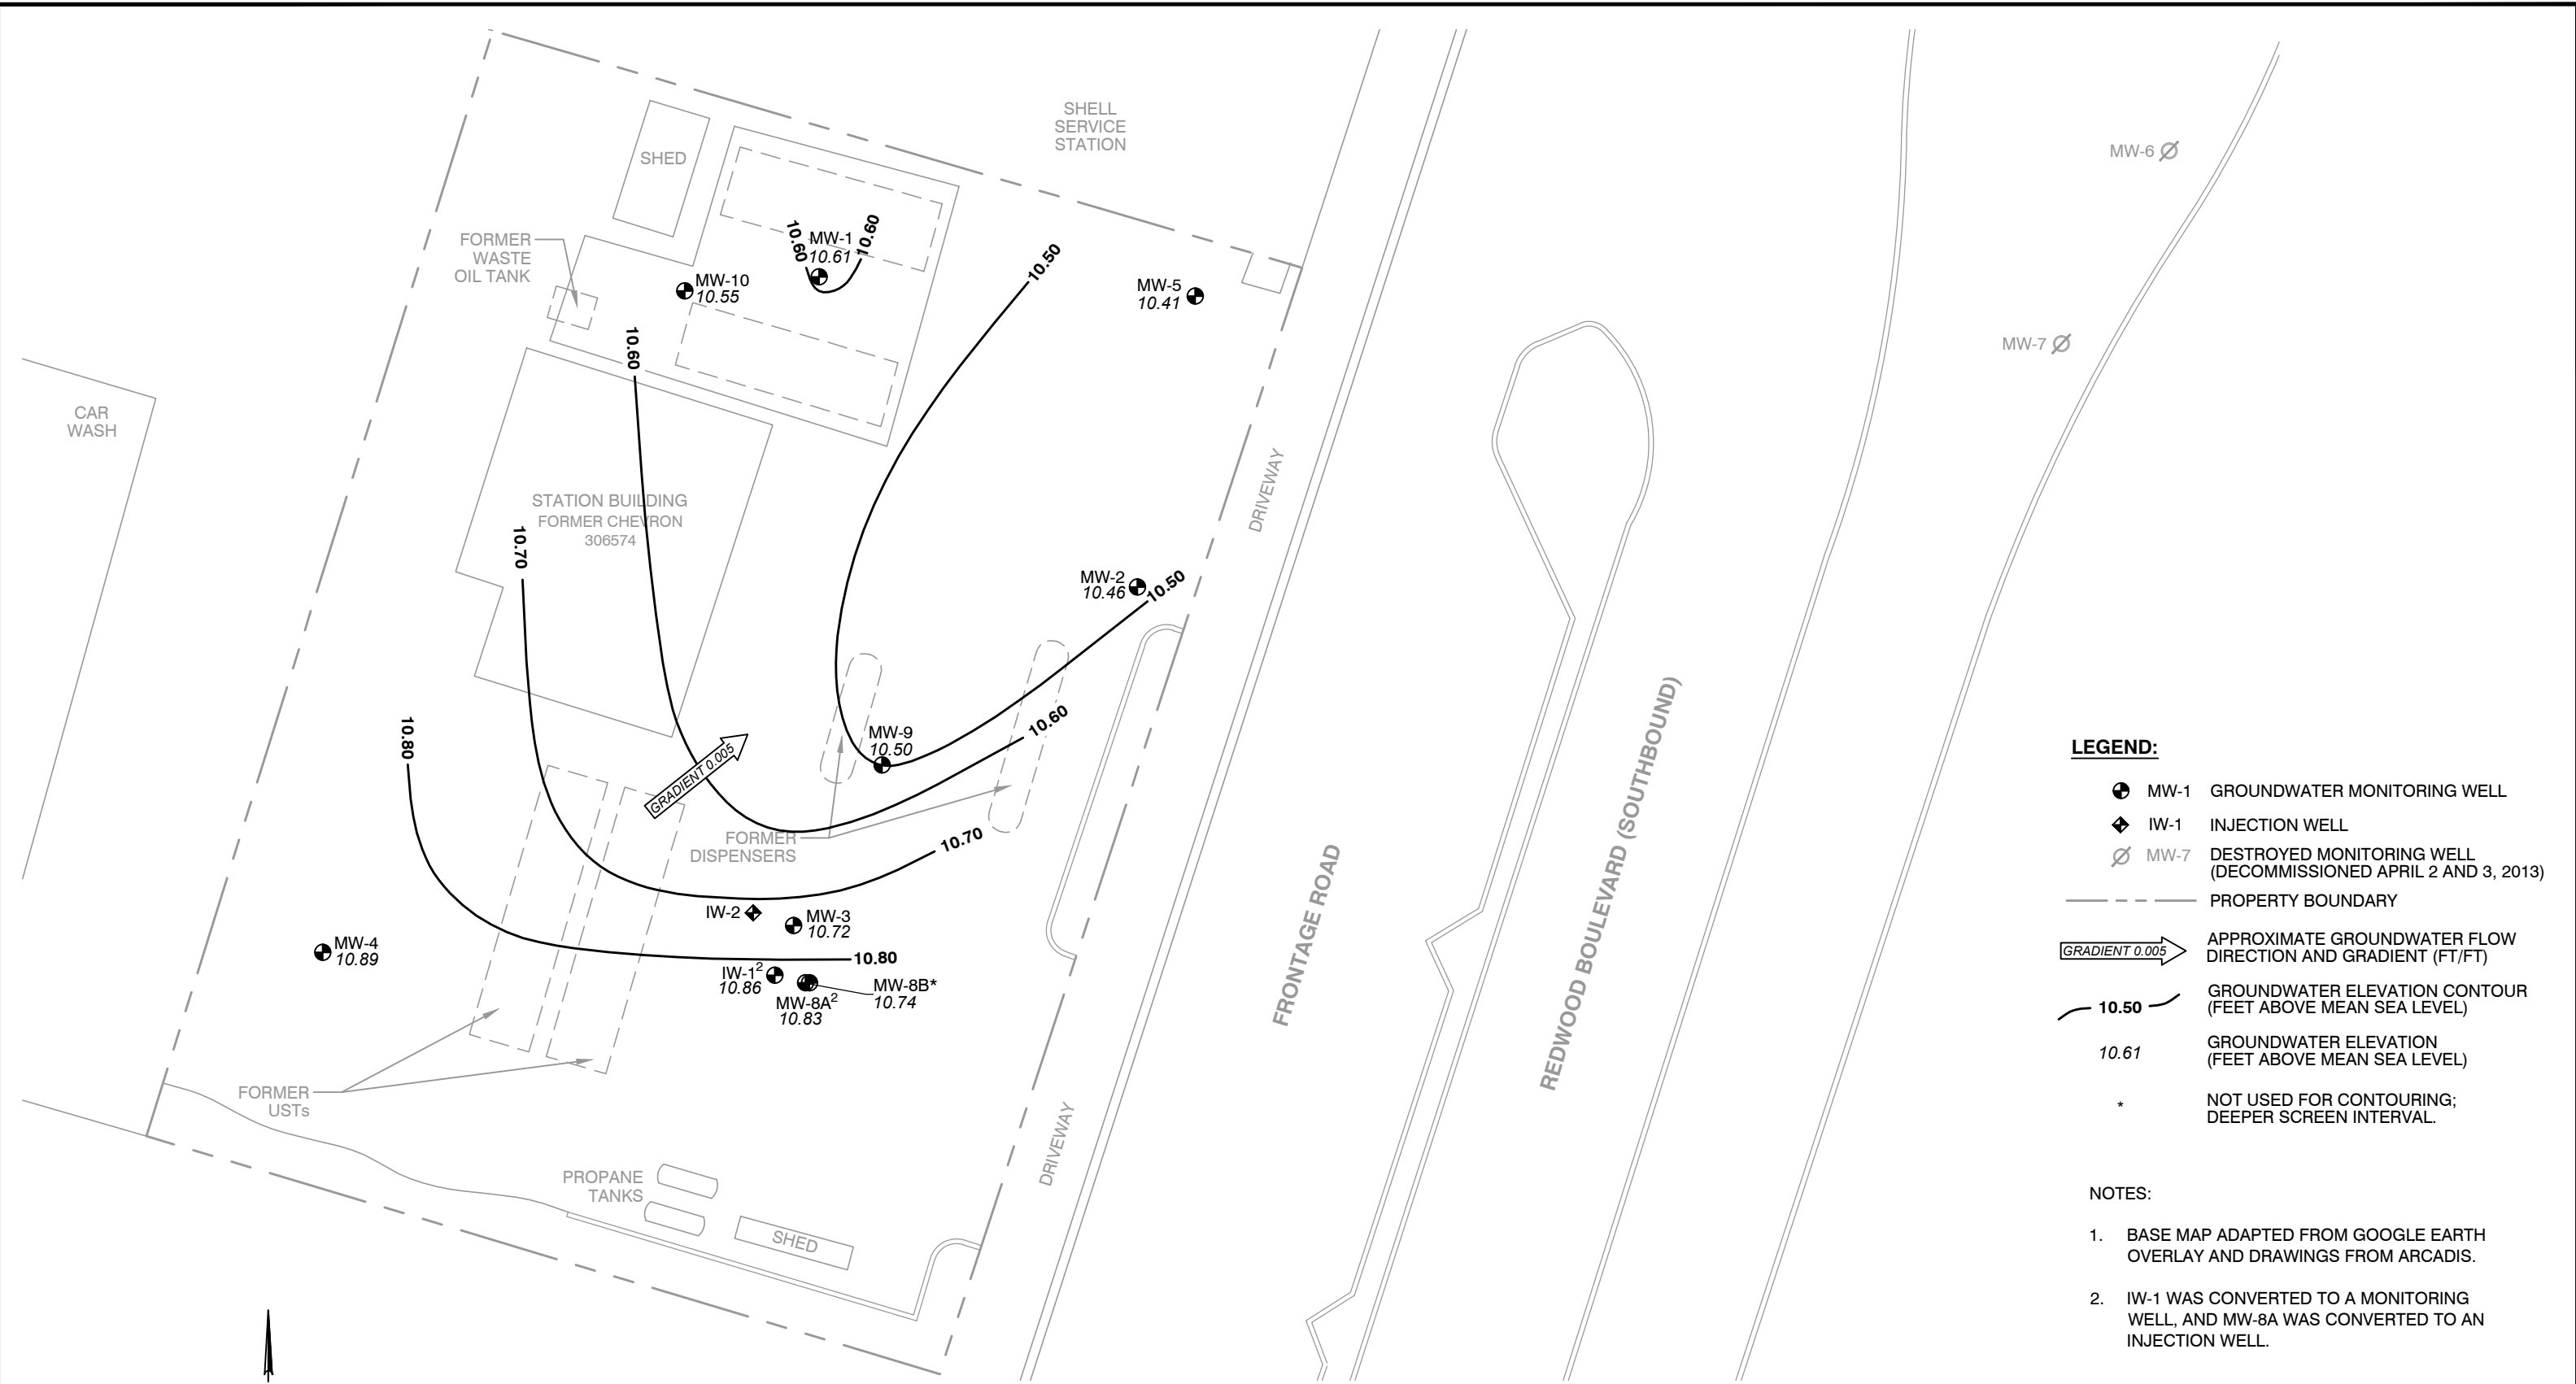 SHELL
SERVICE
STATION
SHED
MW-6
FORMER
WASTE
OIL TANK
10.60
MW-1
10.61
10.60
10.50
MW-10
10.55
MW-5
10.41
MW-7
10.60
CAR
WASH
DRIVEWAY
STATION BUILDING
FORMER CHEVRON
306574
10.70
MW-2
10.46
10.50
10.80
MW-9
10.50
10.60
GRADIENT 0.005
FORMER
DISPENSERS
10.70
IW-2
MW-3
10.72
MW-4
10.89
10.80
IW-1²
10.86
MW-8A²
10.83
MW-8B*
10.74
FORMER
USTs
FRONTAGE ROAD
REDWOOD BOULEVARD (SOUTHBOUND)
DRIVEWAY
PROPANE
TANKS
SHED
LEGEND:
MW-1 GROUNDWATER MONITORING WELL
IW-1 INJECTION WELL
MW-7 DESTROYED MONITORING WELL
(DECOMMISSIONED APRIL 2 AND 3, 2013)
PROPERTY BOUNDARY
GRADIENT 0.005 APPROXIMATE GROUNDWATER FLOW
DIRECTION AND GRADIENT (FT/FT)
10.50 GROUNDWATER ELEVATION CONTOUR
(FEET ABOVE MEAN SEA LEVEL)
10.61 GROUNDWATER ELEVATION
(FEET ABOVE MEAN SEA LEVEL)
* NOT USED FOR CONTOURING;
DEEPER SCREEN INTERVAL.
NOTES:
1. BASE MAP ADAPTED FROM GOOGLE EARTH
OVERLAY AND DRAWINGS FROM ARCADIS.
2. IW-1 WAS CONVERTED TO A MONITORING
WELL, AND MW-8A WAS CONVERTED TO AN
INJECTION WELL.